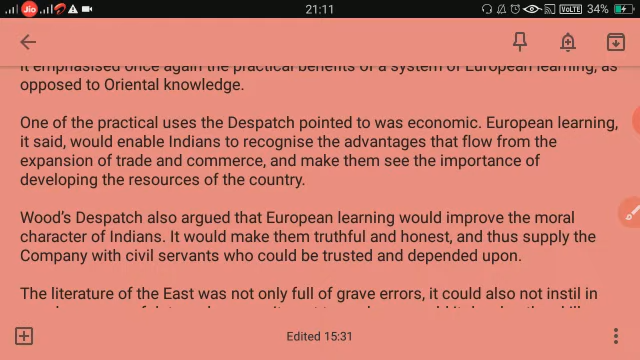 Jio
21:11
VoLTE 34%
it emphasised once again the practical benefits of a system of European learning, as
opposed to Oriental knowledge.
One of the practical uses the Despatch pointed to was economic. European learning,
it said, would enable Indians to recognise the advantages that flow from the
expansion of trade and commerce, and make them see the importance of
developing the resources of the country.
Wood's Despatch also argued that European learning would improve the moral
character of Indians. It would make them truthful and honest, and thus supply the
Company with civil servants who could be trusted and depended upon.
The literature of the East was not only full of grave errors, it could also not instil in
Edited 15:31